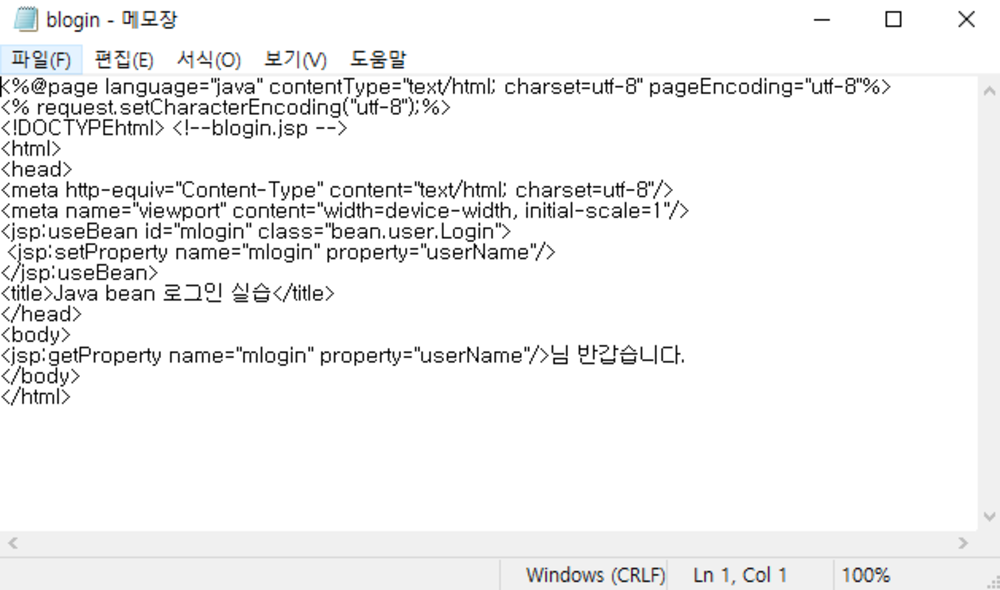 blogin - 메모장
파일(F) 편집(E) 서식(O) 보기(V) 도움말
<%@page language="java" contentType="text/html; charset=utf-8" pageEncoding="utf-8"%>
<% request.setCharacterEncoding("utf-8");%>
<!DOCTYPEhtml> <!--blogin.jsp -->
<html>
<head>
<meta http-equiv="Content-Type" content="text/html; charset=utf-8"/>
<meta name="viewport" content="width=device-width, initial-scale=1"/>
<jsp:useBean id="mlogin" class="bean.user.Login">
 <jsp:setProperty name="mlogin" property="userName"/>
</jsp:useBean>
<title>Java bean 로그인 실습</title>
</head>
<body>
<jsp:getProperty name="mlogin" property="userName"/>님 반갑습니다.
</body>
</html>
Windows (CRLF) Ln 1, Col 1 100%